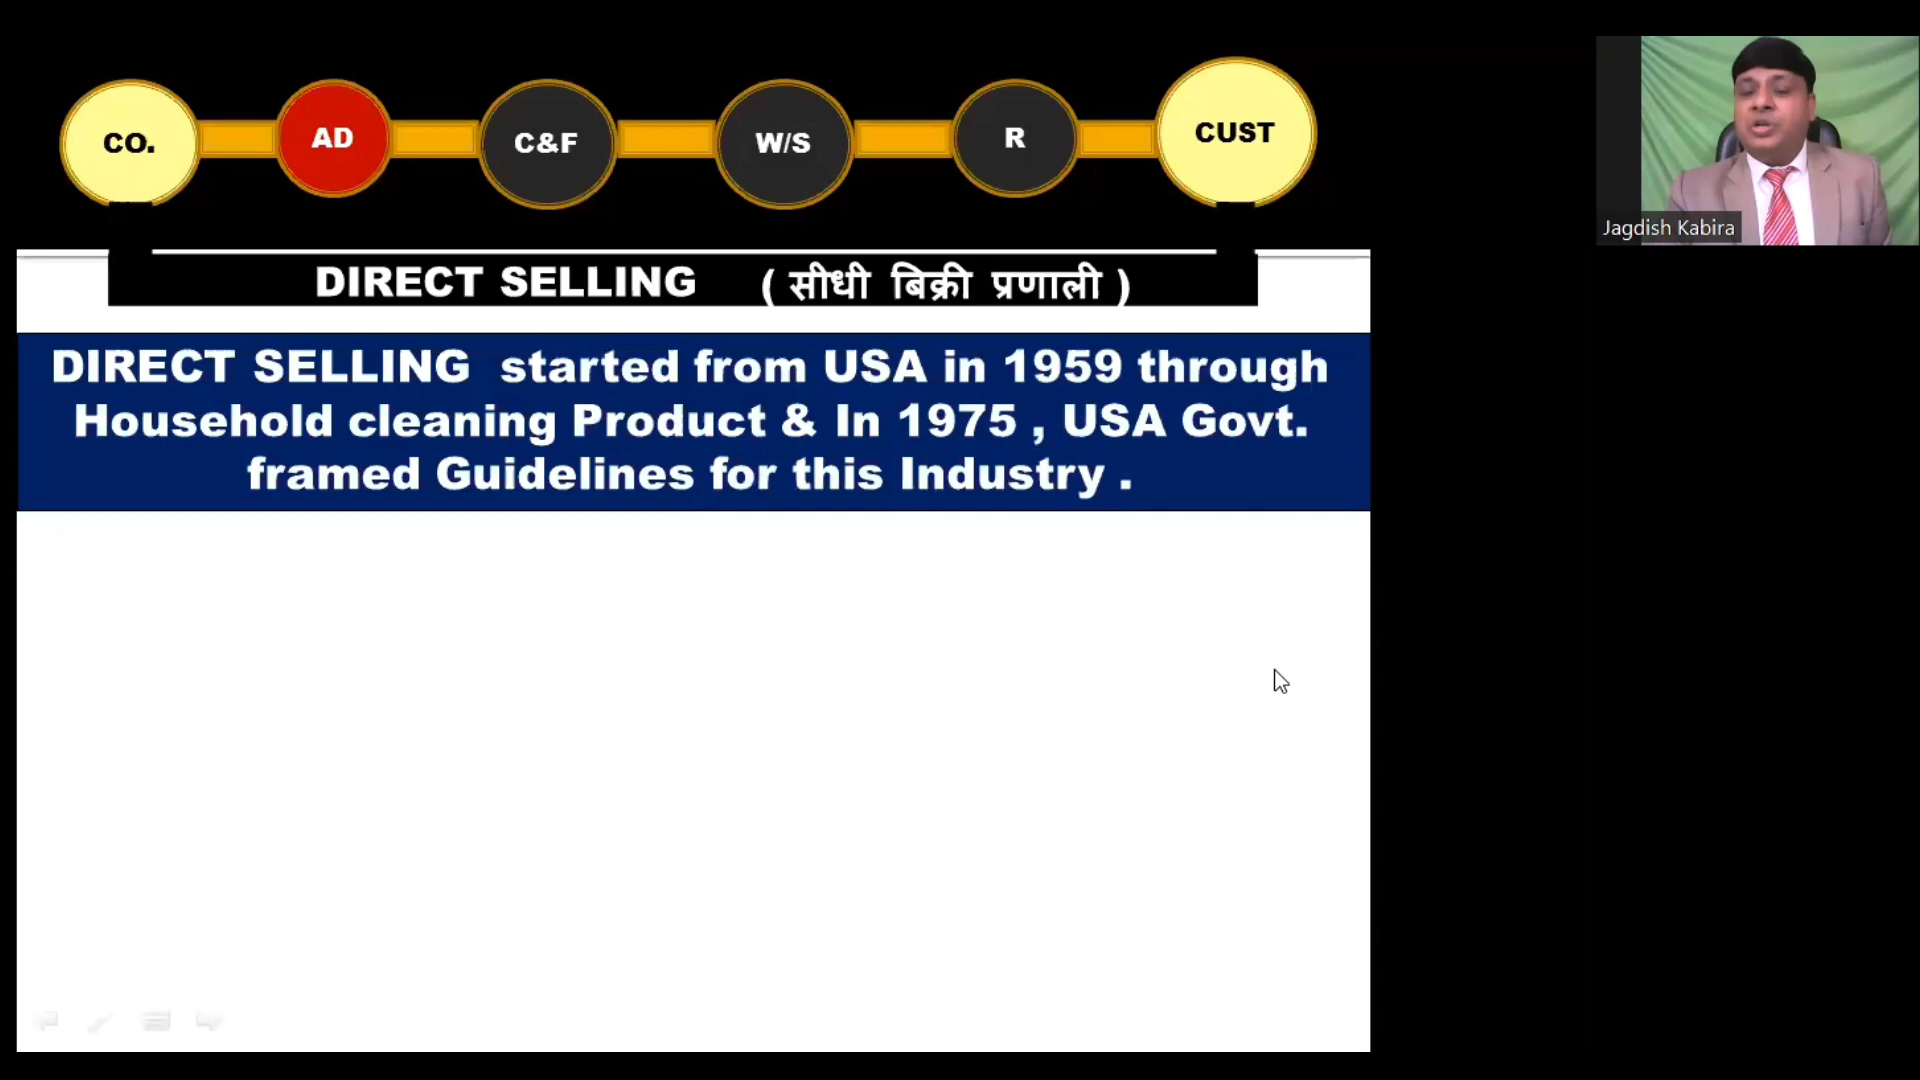 CO.
AD
C&F
W/S
R
CUST
Jagdish Kabira
DIRECT SELLING ( सीधी बिक्री प्रणाली )
DIRECT SELLING started from USA in 1959 through
Household cleaning Product & In 1975 , USA Govt.
framed Guidelines for this Industry .